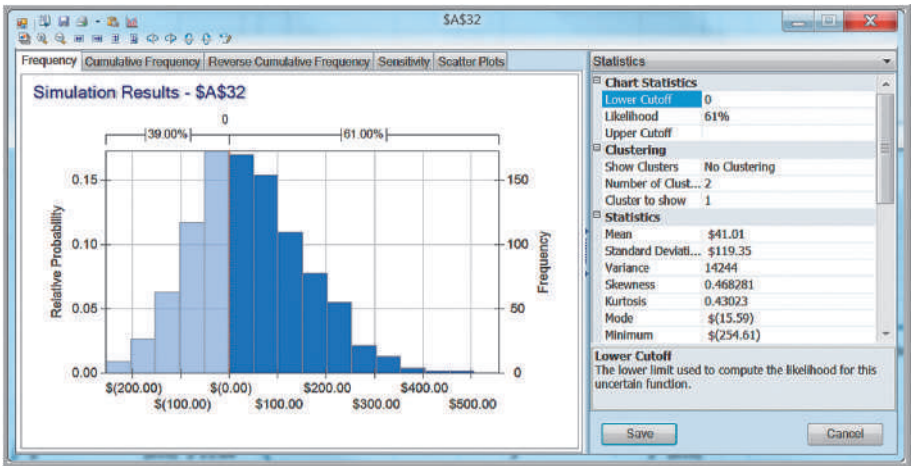 $A$32
Frequency Cumulative Frequency Reverse Cumulative Frequency Sensitivity Scatter Plots
Simulation Results - $A$32
0
39.00% 61.00%
0.15 150
0.10 100
0.05 50
0.00 0
Relative Probability
Frequency
$(200.00) $(0.00) $200.00 $400.00
$(100.00) $100.00 $300.00 $500.00
Statistics
Chart Statistics
Lower Cutoff 0
Likelihood 61%
Upper Cutoff
Clustering
Show Clusters No Clustering
Number of Clust... 2
Cluster to show 1
Statistics
Mean $41.01
Standard Deviati... $119.35
Variance 14244
Skewness 0.468281
Kurtosis 0.43023
Mode $(15.59)
Minimum $(254.61)
Lower Cutoff
The lower limit used to compute the likelihood for this
uncertain function.
Save Cancel